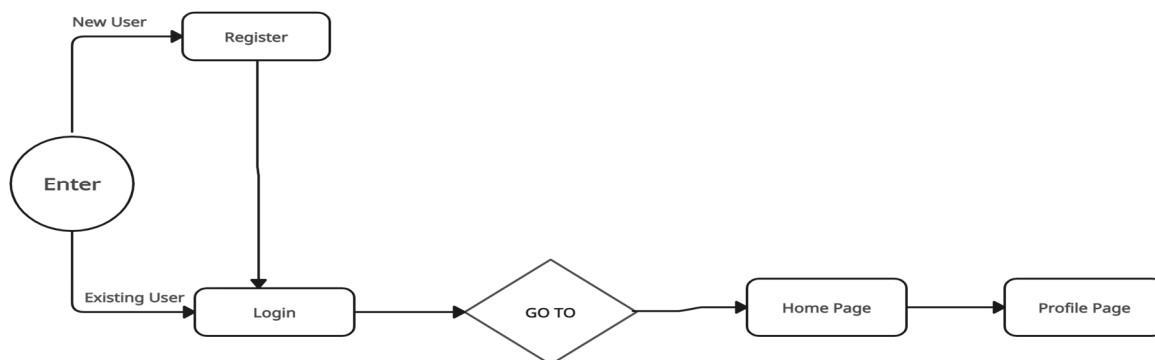 New User
Register
Enter
Existing User
Login
GO TO
Home Page
Profile Page